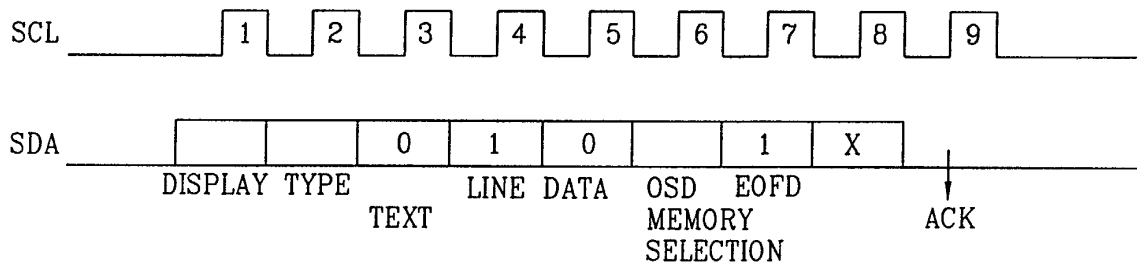 SCL 1 2 3 4 5 6 7 8 9
SDA 0 1 0 1 X
DISPLAY TYPE LINE DATA OSD EOFD
TEXT MEMORY ACK
SELECTION